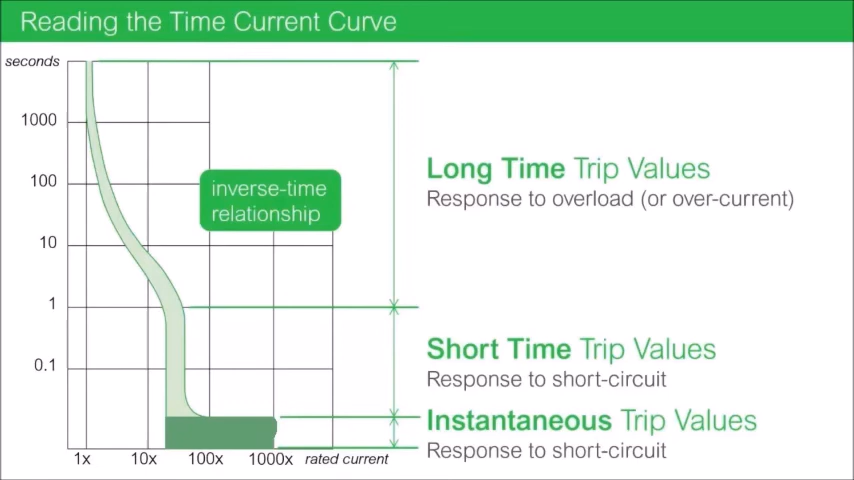 Reading the Time Current Curve
seconds
1000
100
10
1
0.1
inverse-time
relationship
Long Time Trip Values
Response to overload (or over-current)
Short Time Trip Values
Response to short-circuit
Instantaneous Trip Values
Response to short-circuit
1x 10x 100x 1000x rated current